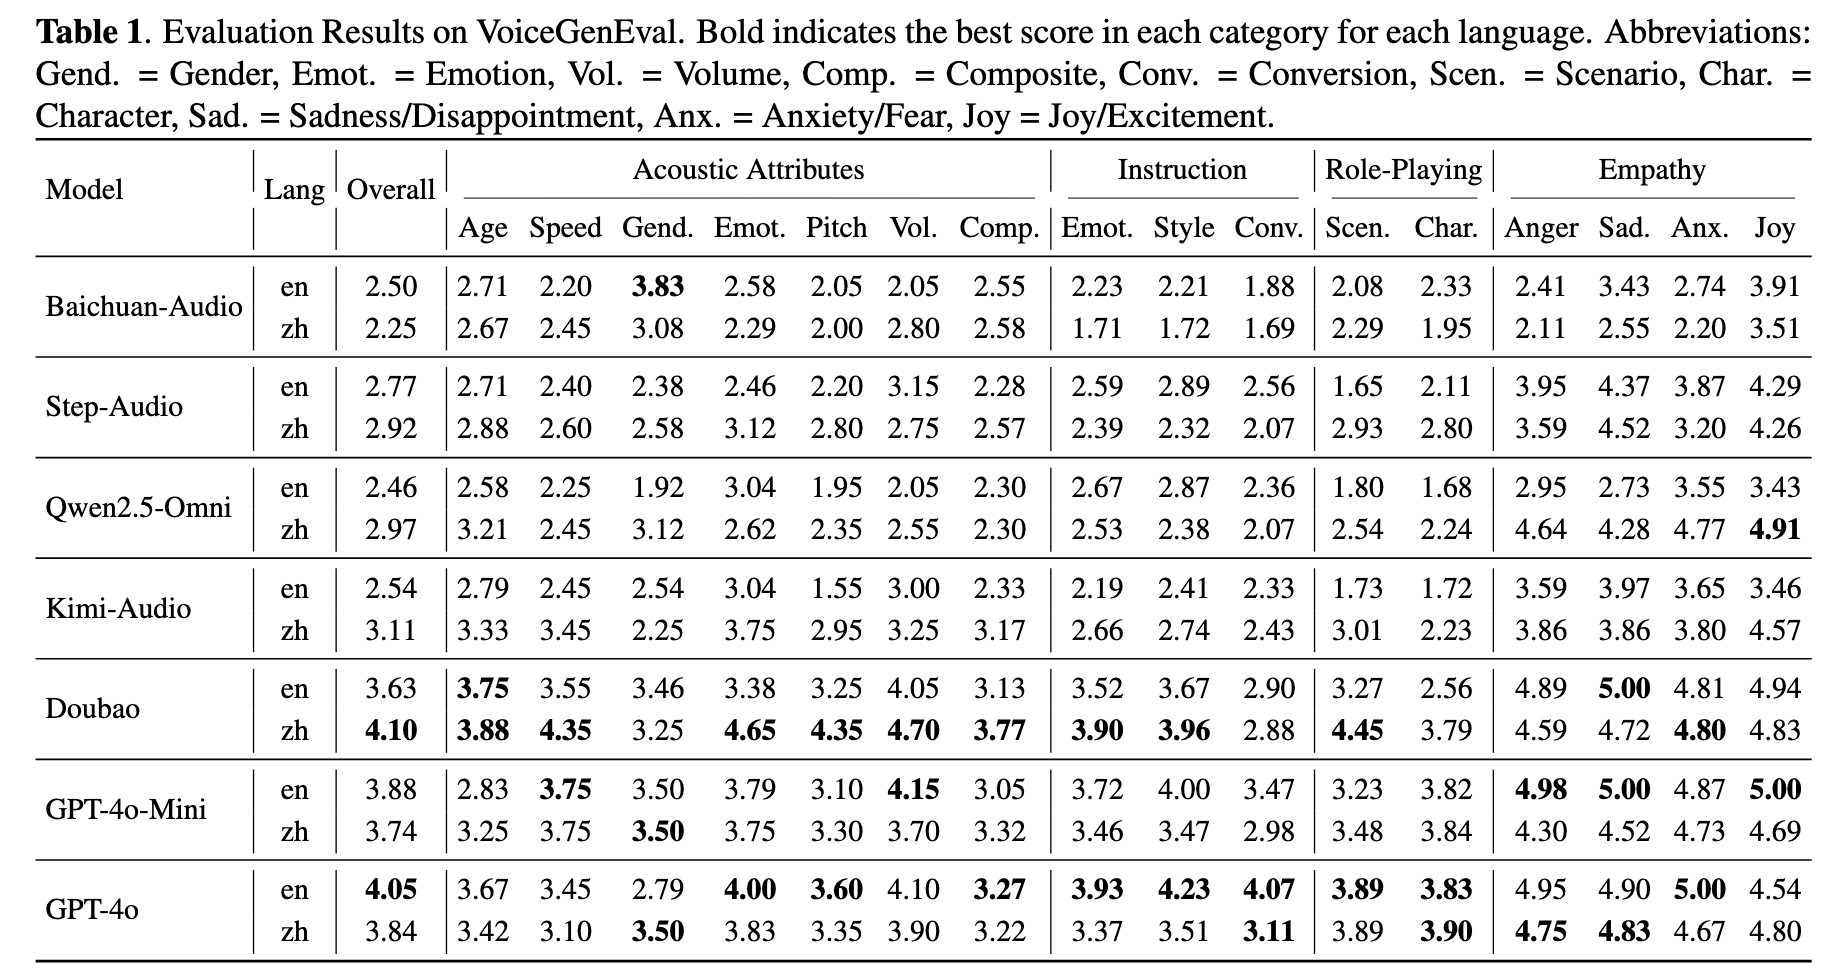 Table 1. Evaluation Results on VoiceGenEval. Bold indicates the best score in each category for each language. Abbreviations:
Gend. = Gender, Emot. = Emotion, Vol. = Volume, Comp. = Composite, Conv. = Conversion, Scen. = Scenario, Char. =
Character, Sad. = Sadness/Disappointment, Anx. = Anxiety/Fear, Joy = Joy/Excitement.
Model Lang Overall Acoustic Attributes Instruction Role-Playing Empathy
Age Speed Gend. Emot. Pitch Vol. Comp. Emot. Style Conv. Scen. Char. Anger Sad. Anx. Joy
Baichuan-Audio
en 2.50 2.71 2.20 3.83 2.58 2.05 2.05 2.55 2.23 2.21 1.88 2.08 2.33 2.41 3.43 2.74 3.91
zh 2.25 2.67 2.45 3.08 2.29 2.00 2.80 2.58 1.71 1.72 1.69 2.29 1.95 2.11 2.55 2.20 3.51
Step-Audio
en 2.77 2.71 2.40 2.38 2.46 2.20 3.15 2.28 2.59 2.89 2.56 1.65 2.11 3.95 4.37 3.87 4.29
zh 2.92 2.88 2.60 2.58 3.12 2.80 2.75 2.57 2.39 2.32 2.07 2.93 2.80 3.59 4.52 3.20 4.26
Qwen2.5-Omni
en 2.46 2.58 2.25 1.92 3.04 1.95 2.05 2.30 2.67 2.87 2.36 1.80 1.68 2.95 2.73 3.55 3.43
zh 2.97 3.21 2.45 3.12 2.62 2.35 2.55 2.30 2.53 2.38 2.07 2.54 2.24 4.64 4.28 4.77 4.91
Kimi-Audio
en 2.54 2.79 2.45 2.54 3.04 1.55 3.00 2.33 2.19 2.41 2.33 1.73 1.72 3.59 3.97 3.65 3.46
zh 3.11 3.33 3.45 2.25 3.75 2.95 3.25 3.17 2.66 2.74 2.43 3.01 2.23 3.86 3.86 3.80 4.57
Doubao
en 3.63 3.75 3.55 3.46 3.38 3.25 4.05 3.13 3.52 3.67 2.90 3.27 2.56 4.89 5.00 4.81 4.94
zh 4.10 3.88 4.35 3.25 4.65 4.35 4.70 3.77 3.90 3.96 2.88 4.45 3.79 4.59 4.72 4.80 4.83
GPT-4o-Mini
en 3.88 2.83 3.75 3.50 3.79 3.10 4.15 3.05 3.72 4.00 3.47 3.23 3.82 4.98 5.00 4.87 5.00
zh 3.74 3.25 3.75 3.50 3.75 3.30 3.70 3.32 3.46 3.47 2.98 3.48 3.84 4.30 4.52 4.73 4.69
GPT-4o
en 4.05 3.67 3.45 2.79 4.00 3.60 4.10 3.27 3.93 4.23 4.07 3.89 3.83 4.95 4.90 5.00 4.54
zh 3.84 3.42 3.10 3.50 3.83 3.35 3.90 3.22 3.37 3.51 3.11 3.89 3.90 4.75 4.83 4.67 4.80